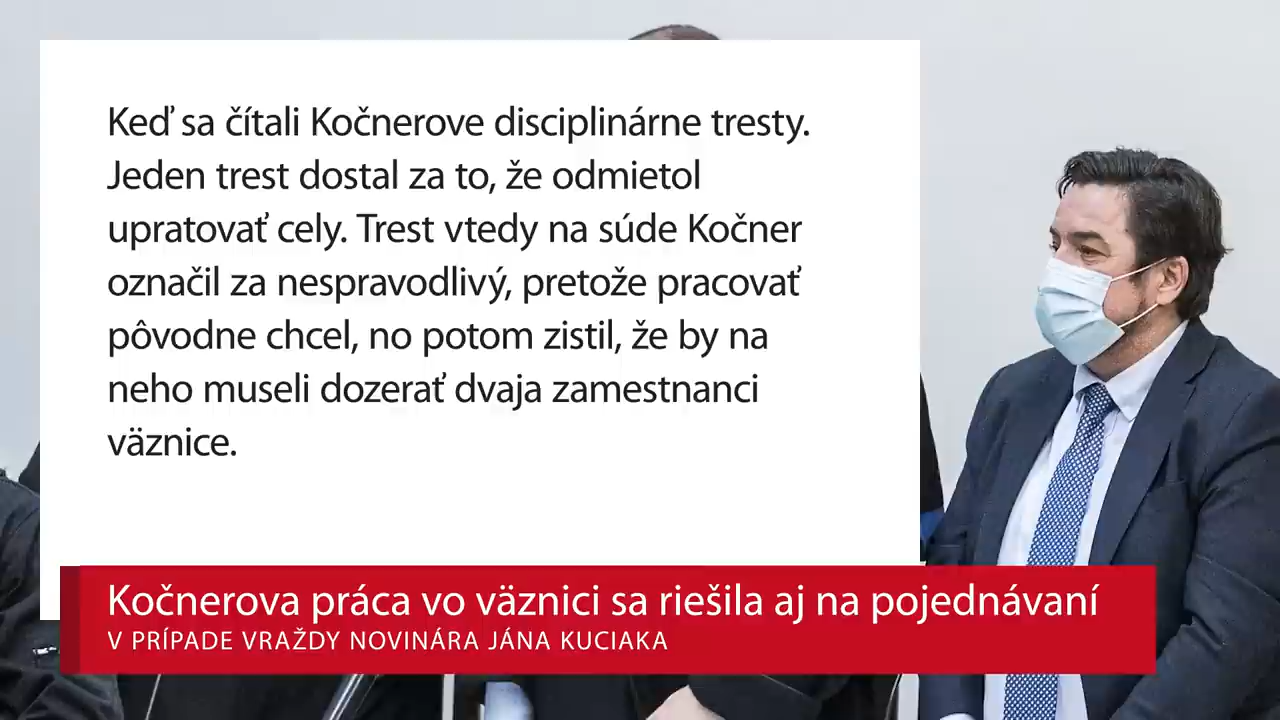 Keď sa čítali Kočnerove disciplinárne tresty.
Jeden trest dostal za to, že odmietol
upratovať cely. Trest vtedy na súde Kočner
označil za nespravodlivý, pretože pracovať
pôvodne chcel, no potom zistil, že by na
neho museli dozerať dvaja zamestnanci
väznice.
Kočnerova práca vo väznici sa riešila aj na pojednávaní
V PRÍPADE VRAŽDY NOVINÁRA JÁNA KUCIAKA